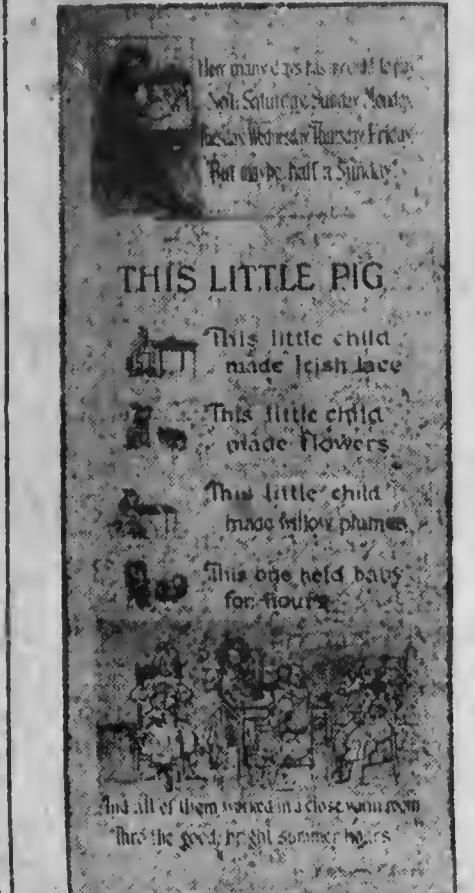 How many days has to play
Saturday, Sunday, Monday,
Tuesday, Wednesday, Thursday, Friday
But maybe half a Sunday
THIS LITTLE PIG
This little child
made Irish lace
This little child
made flowers
This little child
made willow plumes
This one held baby
for hours
And all of them worked in a close warm room
Thro the good, bright summer hours